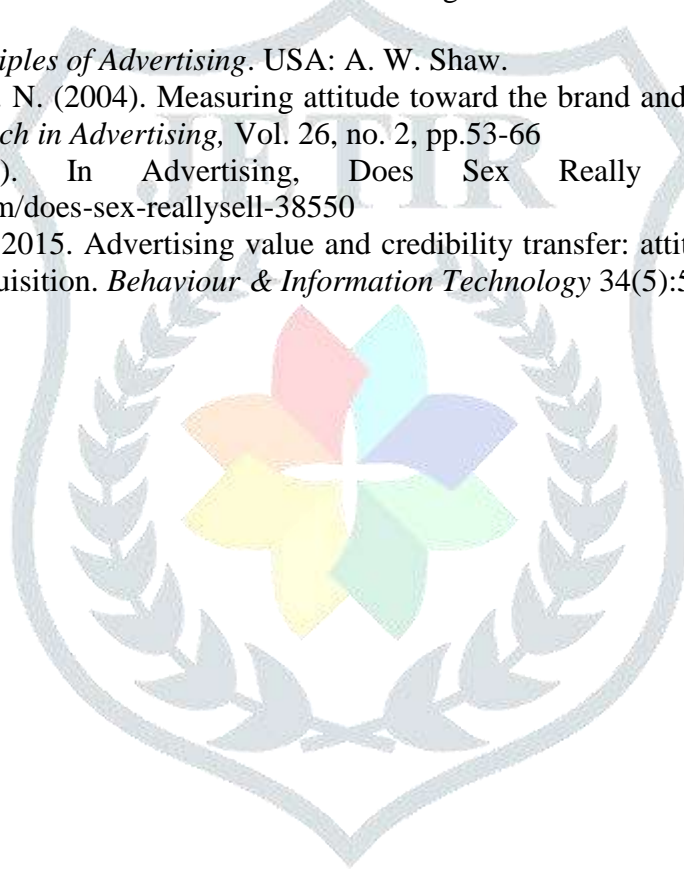 iples of Advertising. USA: A. W. Shaw.
. N. (2004). Measuring attitude toward the brand and
ch in Advertising, Vol. 26, no. 2, pp.53-66
). In Advertising, Does Sex Really
m/does-sex-reallysell-38550
2015. Advertising value and credibility transfer: attit
uisition. Behaviour & Information Technology 34(5):5
JETIR